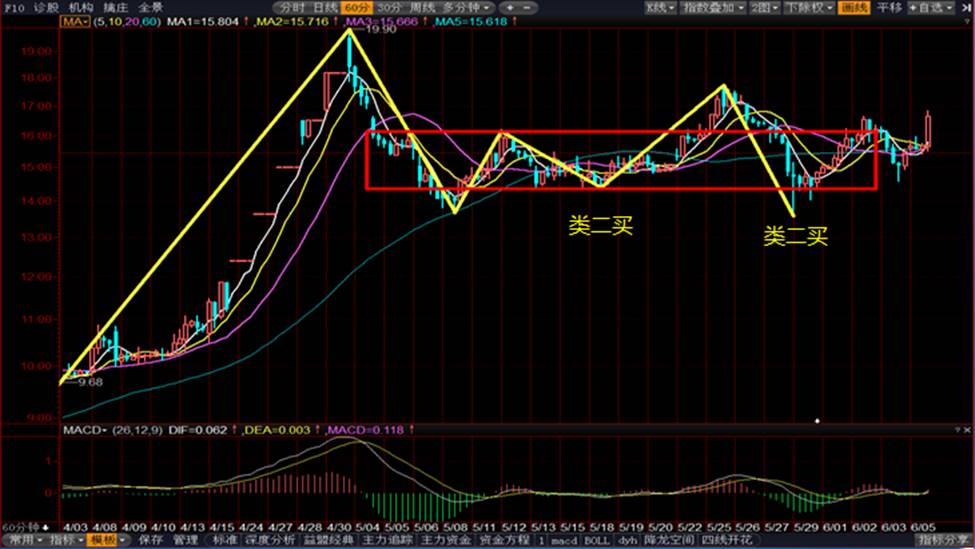 F10 诊股 机构 擒庄 全景 分时 日线 60分 30分 周线 多分钟 K线 指数叠加 2图 下除权 画线 平移 +自选
MA (5,10,20,60) MA1=15.804↑,MA2=15.716↑,MA3=15.666↑,MA5=15.618↑
19.90
19.00
18.00
17.00
16.00
15.00
14.00
类二买
类二买
13.00
12.00
11.00
10.00
9.68
9.00
MACD (26,12,9) DIF=0.062↑,DEA=0.003↑,MACD=0.118↑ ?×
1
0
60分钟 4/03 4/08 4/09 4/10 4/13 4/15 4/24 4/28 4/30 5/04 5/05 5/06 5/08 5/11 5/12 5/14 5/15 5/18 5/19 5/20 5/22 5/25 5/26 5/27 5/29 6/01 6/02 6/03 6/05
常用 指标 模板 保存 管理 标准 深度分析 益盟经典 主力追踪 主力资金 资金方程 1 macd BOLL dyh 降龙空间 四线开花 指标分享